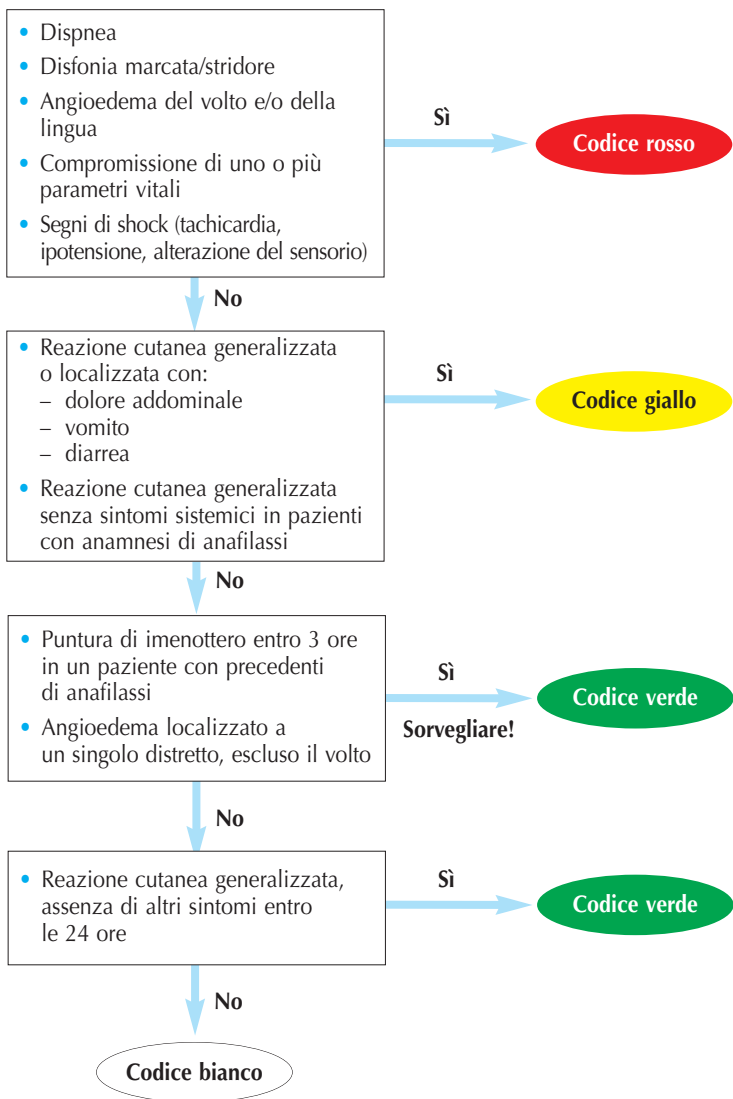 • Dispnea
• Disfonia marcata/stridore
• Angioedema del volto e/o della
lingua
• Compromissione di uno o più
parametri vitali
• Segni di shock (tachicardia,
ipotensione, alterazione del sensorio)
Sì
Codice rosso
No
• Reazione cutanea generalizzata
o localizzata con:
– dolore addominale
– vomito
– diarrea
• Reazione cutanea generalizzata
senza sintomi sistemici in pazienti
con anamnesi di anafilassi
Sì
Codice giallo
No
• Puntura di imenottero entro 3 ore
in un paziente con precedenti
di anafilassi
• Angioedema localizzato a
un singolo distretto, escluso il volto
Sì
Sorvegliare!
Codice verde
No
• Reazione cutanea generalizzata,
assenza di altri sintomi entro
le 24 ore
Sì
Codice verde
No
Codice bianco